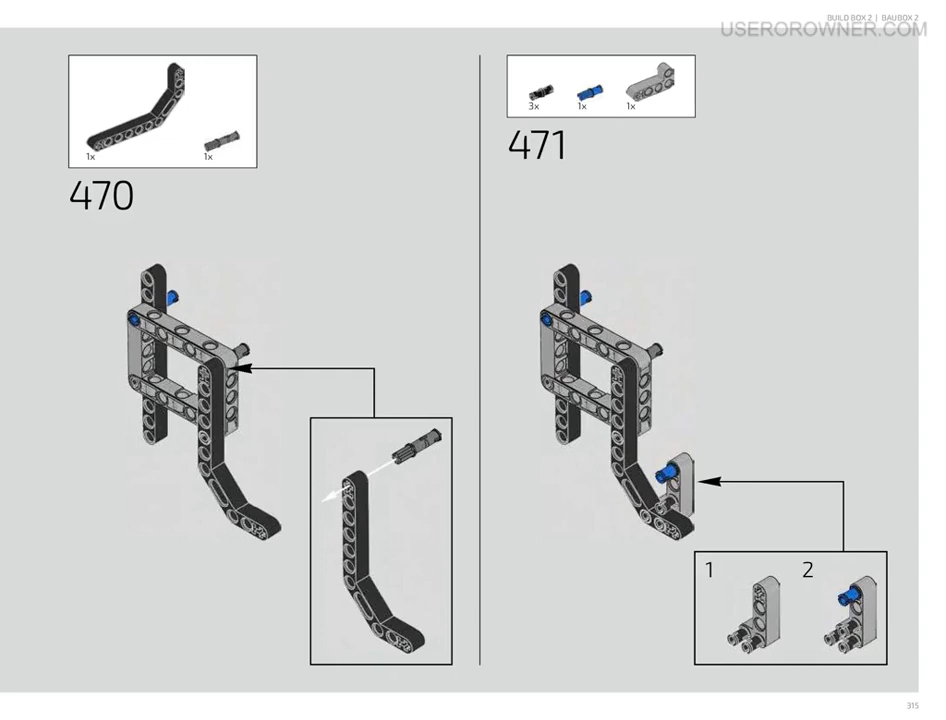 BUILD BOX 2 | BAUBOX 2
USEROROWNER.COM
1x
1x
470
3x
1x
1x
471
1
2
315